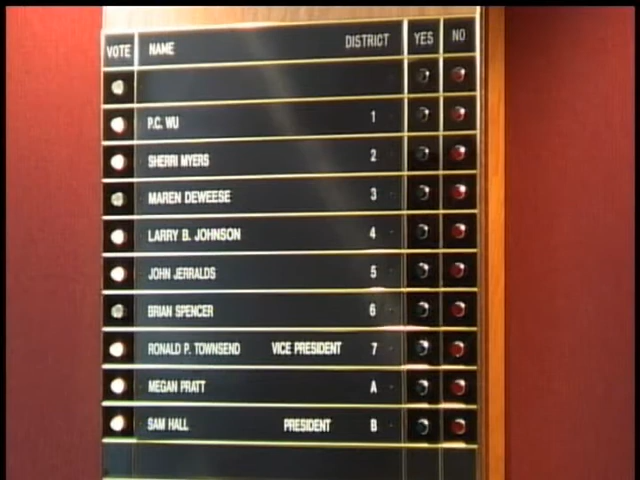 VOTE NAME DISTRICT YES NO
P.C. WU 1
SHERRI MYERS 2
MAREN DEWEESE 3
LARRY B. JOHNSON 4
JOHN JERRALDS 5
BRIAN SPENCER 6
RONALD P. TOWNSEND VICE PRESIDENT 7
MEGAN PRATT A
SAM HALL PRESIDENT B